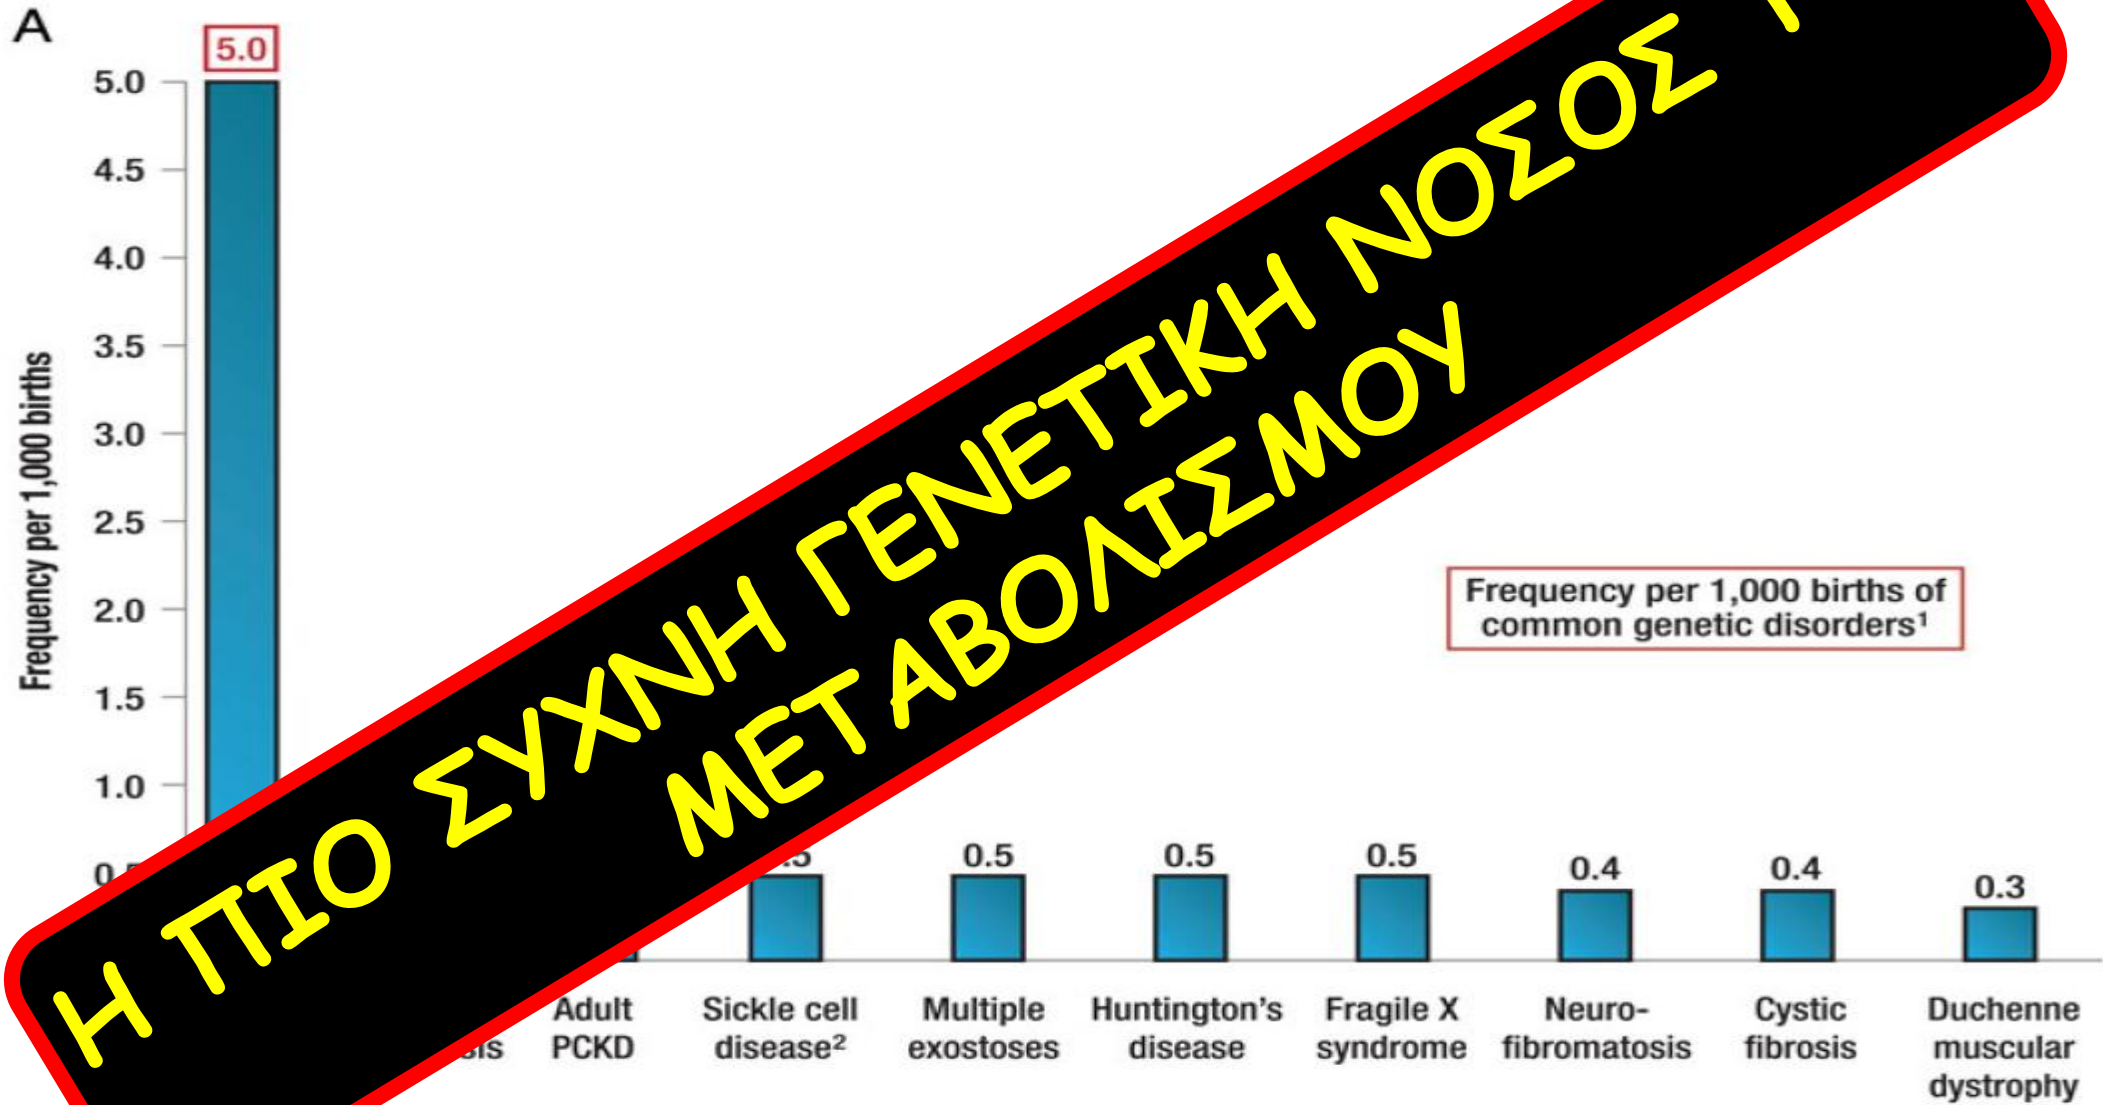 A
5.0
5.0
4.5
4.0
3.5
3.0
2.5
2.0
1.5
1.0
Frequency per 1,000 births
Η ΠΙΟ ΣΥΧΝΗ ΓΕΝΕΤΙΚΗ ΝΟΣΟΣ
ΜΕΤΑΒΟΛΙΣΜΟΥ
Frequency per 1,000 births of
common genetic disorders¹
0.5
0.5
0.5
0.4
0.4
0.3
Adult
PCKD
Sickle cell
disease²
Multiple
exostoses
Huntington's
disease
Fragile X
syndrome
Neuro-
fibromatosis
Cystic
fibrosis
Duchenne
muscular
dystrophy